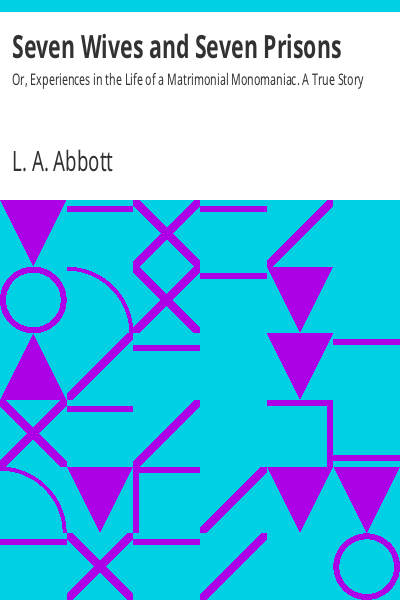 Seven Wives and Seven Prisons
Or, Experiences in the Life of a Matrimonial Monomaniac. A True Story
L. A. Abbott